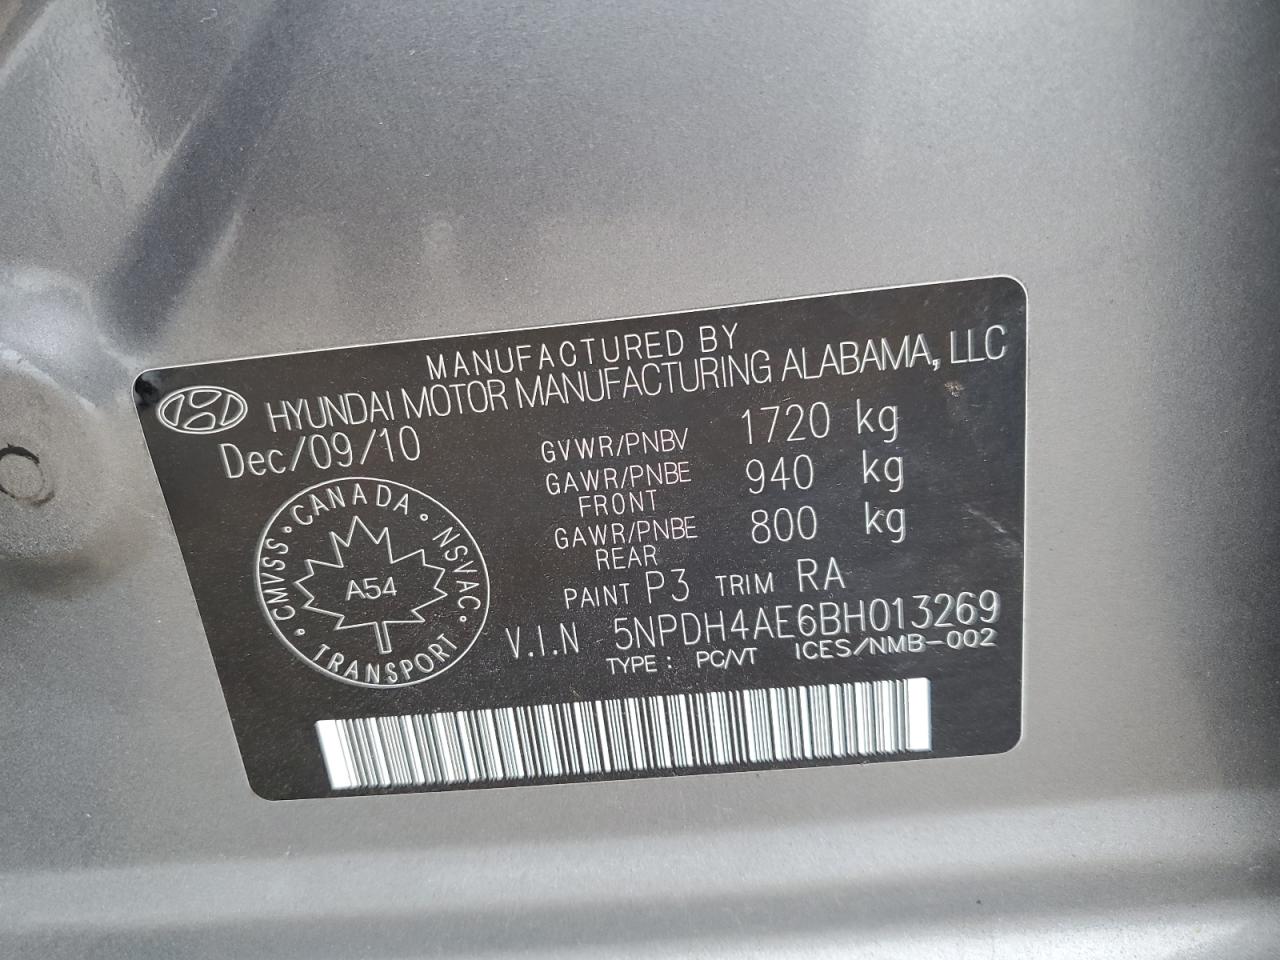 MANUFACTURED BY
HYUNDAI MOTOR MANUFACTURING ALABAMA, LLC
Dec/09/10
GVWR/PNBV 1720 kg
GAWR/PNBE 940 kg
FRONT
GAWR/PNBE 800 kg
REAR
PAINT P3 TRIM RA
V.I.N 5NPDH4AE6BH013269
TYPE : PC/VT ICES/NMB-002
CMVSS · CANADA · NSVAC ·
A54
TRANSPORT